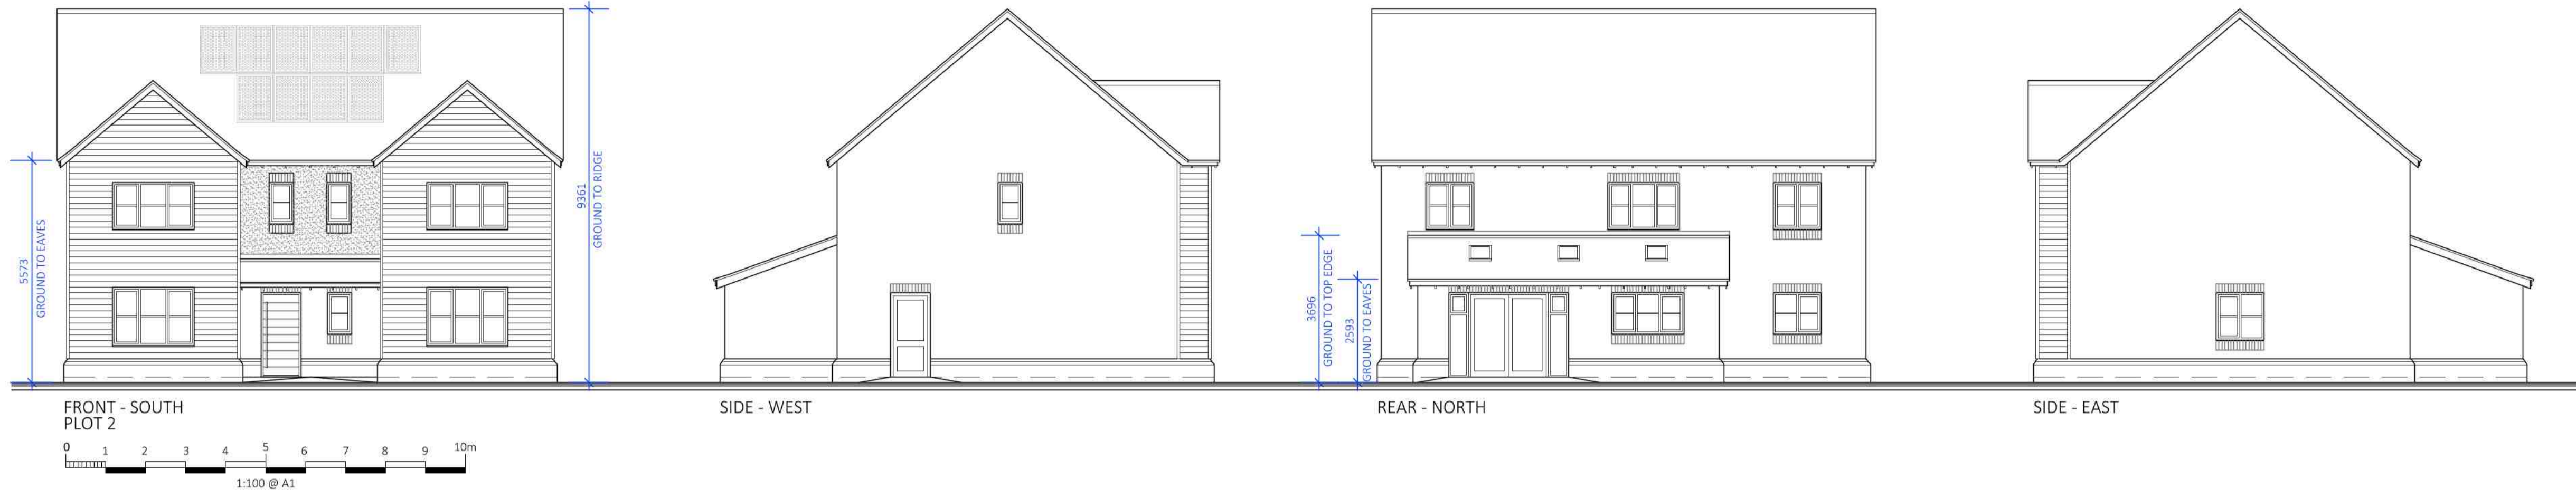 5573
GROUND TO EAVES
9361
GROUND TO RIDGE
3696
GROUND TO TOP EDGE
2593
GROUND TO EAVES
FRONT - SOUTH
PLOT 2
SIDE - WEST
REAR - NORTH
SIDE - EAST
0 1 2 3 4 5 6 7 8 9 10m
1:100 @ A1